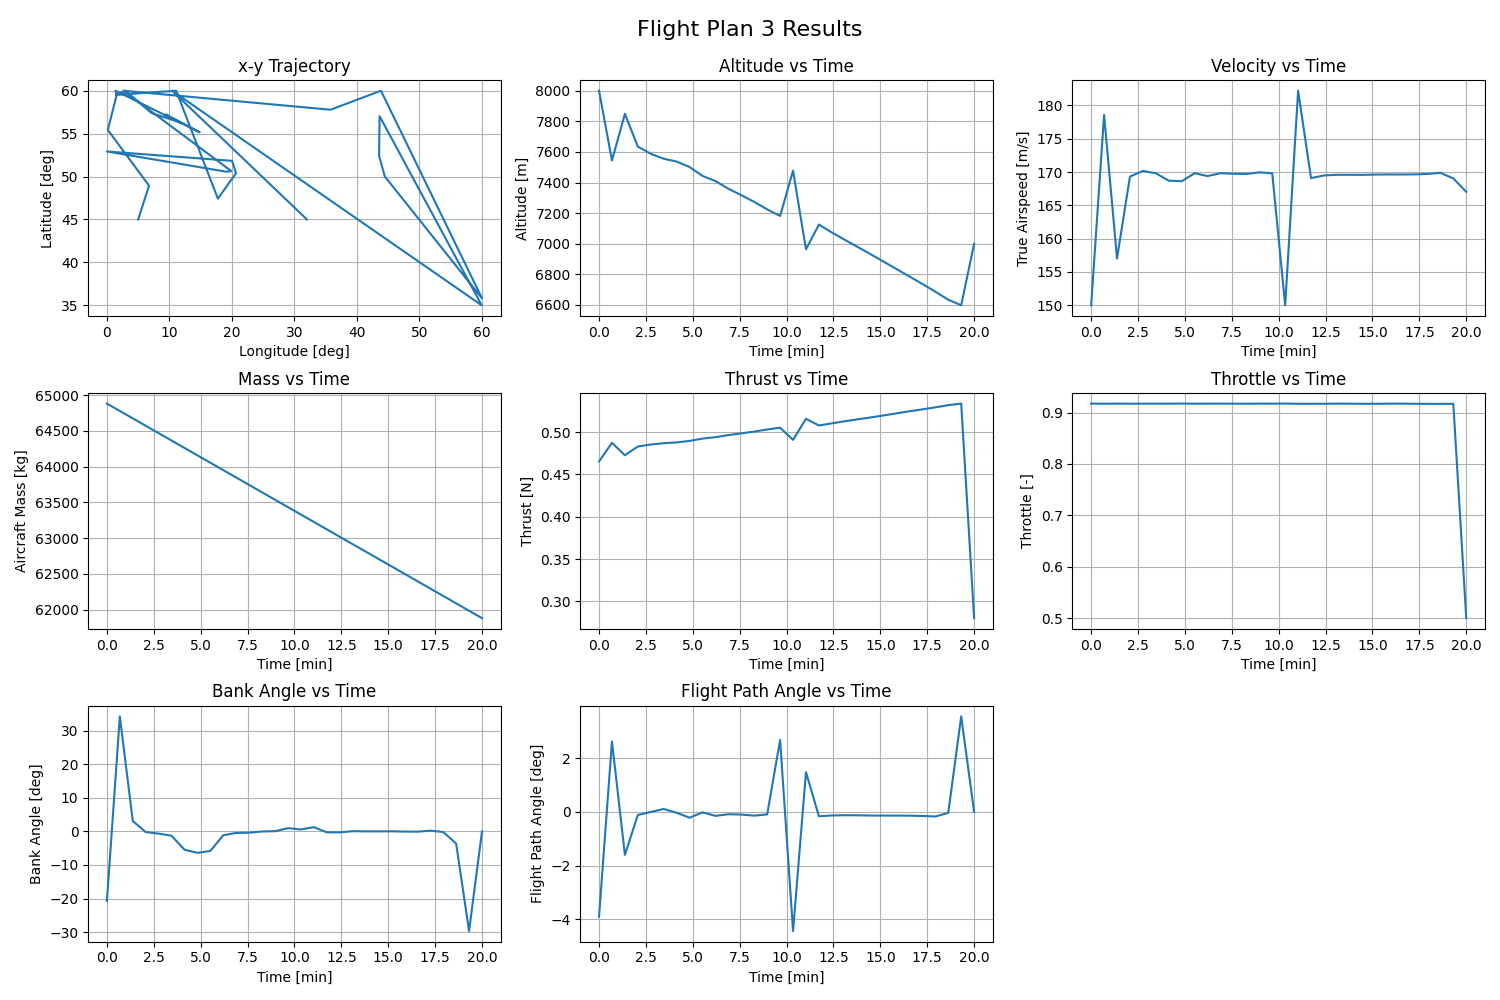 Flight Plan 3 Results
x-y Trajectory
Latitude [deg]
60
55
50
45
40
35
0 10 20 30 40 50 60
Longitude [deg]
Altitude vs Time
Altitude [m]
8000
7800
7600
7400
7200
7000
6800
6600
0.0 2.5 5.0 7.5 10.0 12.5 15.0 17.5 20.0
Time [min]
Velocity vs Time
True Airspeed [m/s]
180
175
170
165
160
155
150
0.0 2.5 5.0 7.5 10.0 12.5 15.0 17.5 20.0
Time [min]
Mass vs Time
Aircraft Mass [kg]
65000
64500
64000
63500
63000
62500
62000
0.0 2.5 5.0 7.5 10.0 12.5 15.0 17.5 20.0
Time [min]
Thrust vs Time
Thrust [N]
0.50
0.45
0.40
0.35
0.30
0.0 2.5 5.0 7.5 10.0 12.5 15.0 17.5 20.0
Time [min]
Throttle vs Time
Throttle [-]
0.9
0.8
0.7
0.6
0.5
0.0 2.5 5.0 7.5 10.0 12.5 15.0 17.5 20.0
Time [min]
Bank Angle vs Time
Bank Angle [deg]
30
20
10
0
−10
−20
−30
0.0 2.5 5.0 7.5 10.0 12.5 15.0 17.5 20.0
Time [min]
Flight Path Angle vs Time
Flight Path Angle [deg]
2
0
−2
−4
0.0 2.5 5.0 7.5 10.0 12.5 15.0 17.5 20.0
Time [min]